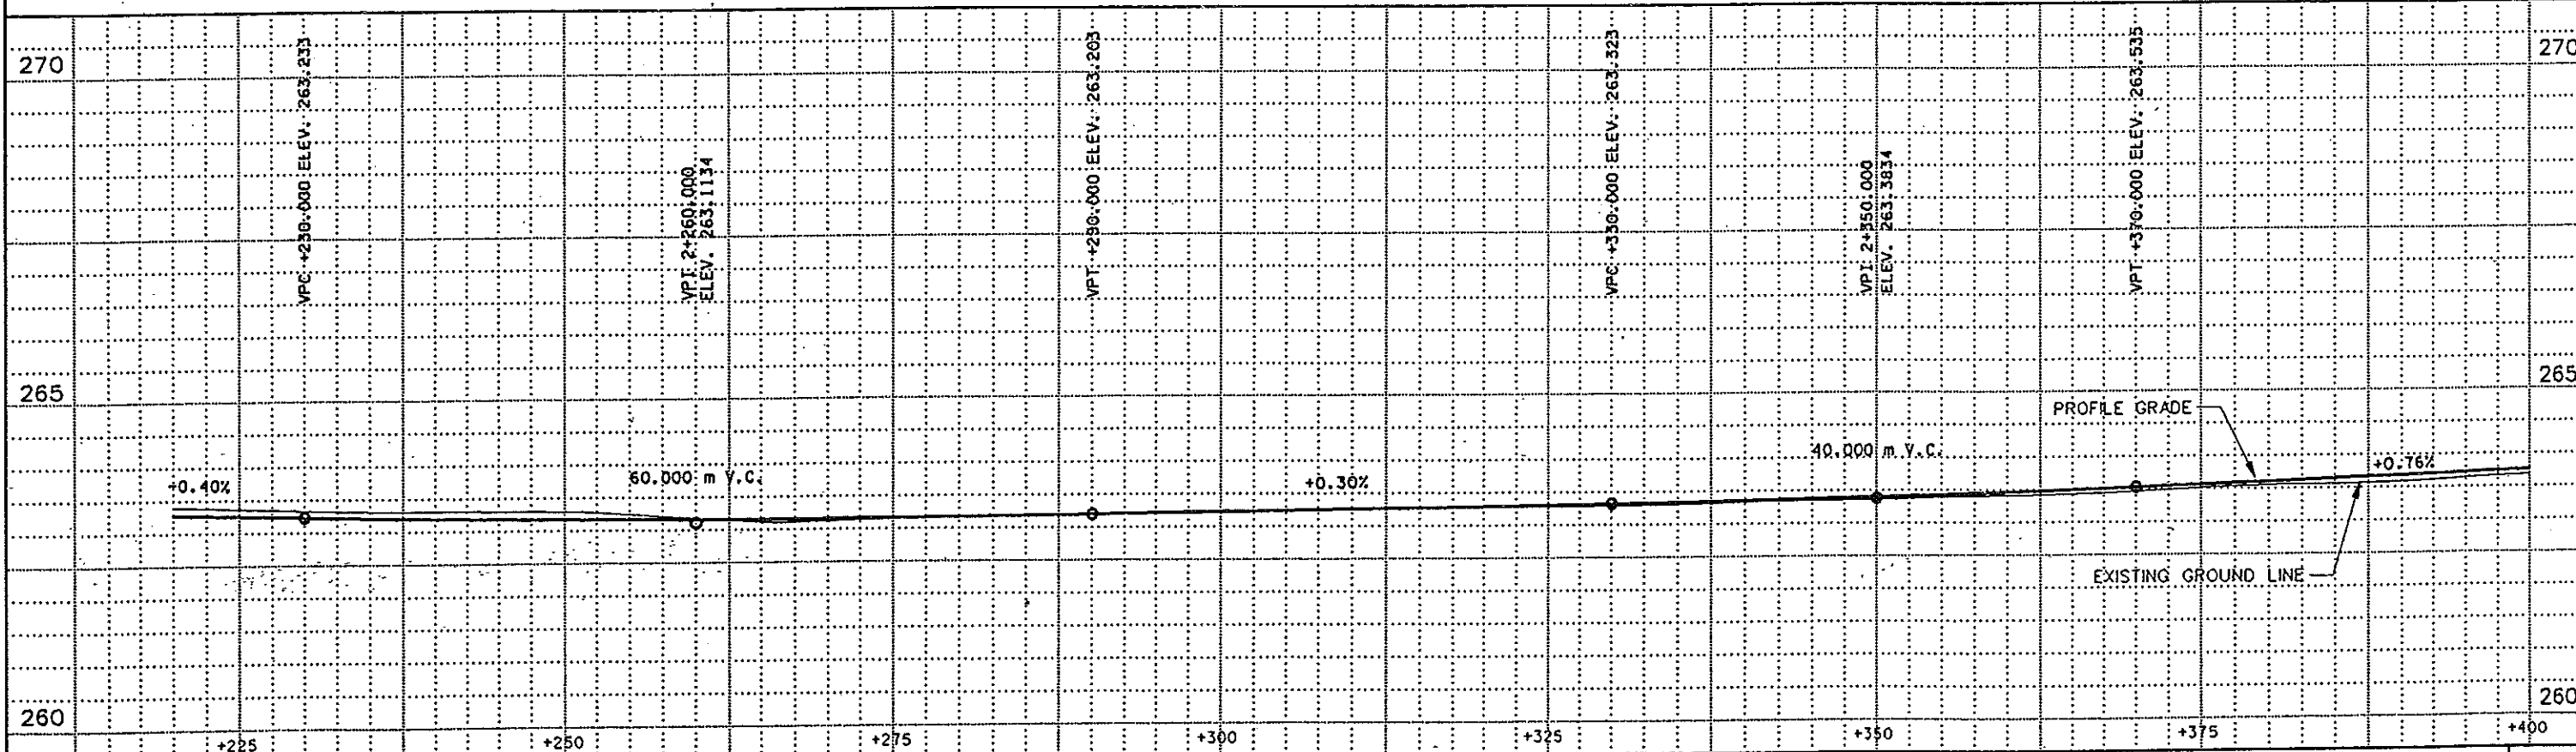 270
270
VPC +230.000 ELEV. 263.233
VPI 2+260.000
ELEV. 263.1134
VPT +290.000 ELEV. 263.203
VPC +330.000 ELEV. 263.323
VPI 2+350.000
ELEV. 263.3834
VPT +370.000 ELEV. 263.535
265
265
PROFILE GRADE
+0.40%
60.000 m V.C.
+0.30%
40.000 m V.C.
+0.76%
EXISTING GROUND LINE
260
260
+225
+250
+275
+300
+325
+350
+375
+400